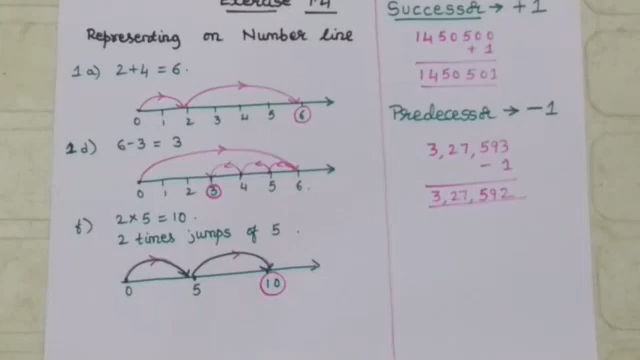 Exercise 1.4
Representing on Number line
1 a) 2+4 = 6.
0 1 2 3 4 5 6
1 d) 6-3 = 3
0 1 2 3 4 5 6.
f) 2×5 = 10.
2 times jumps of 5.
0 5 10
Successor → +1
1450500
+ 1
1450501
Predecessor → -1
3,27,593
- 1
3,27,592